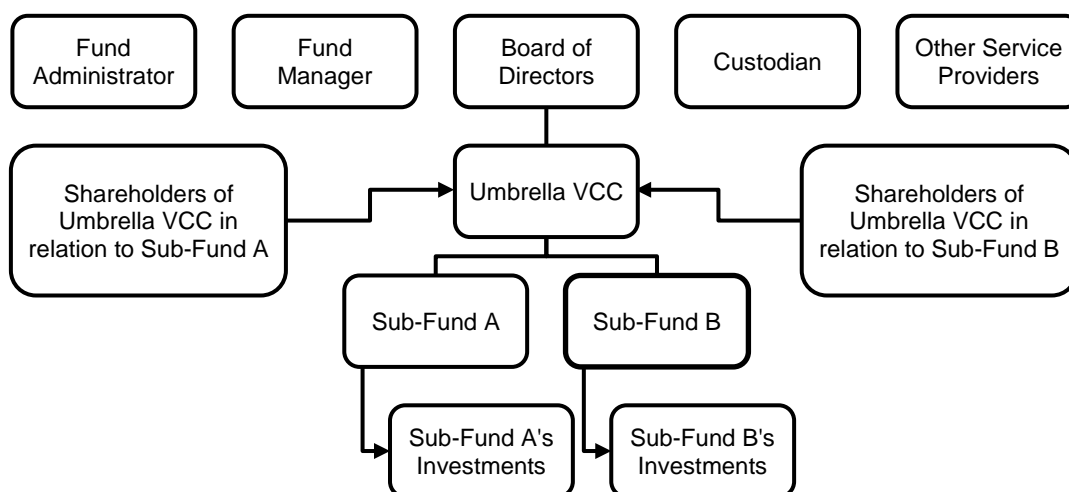 Fund
Administrator
Fund
Manager
Board of
Directors
Custodian
Other Service
Providers
Shareholders of
Umbrella VCC in
relation to Sub-Fund A
Umbrella VCC
Shareholders of
Umbrella VCC in
relation to Sub-Fund B
Sub-Fund A
Sub-Fund B
Sub-Fund A's
Investments
Sub-Fund B's
Investments